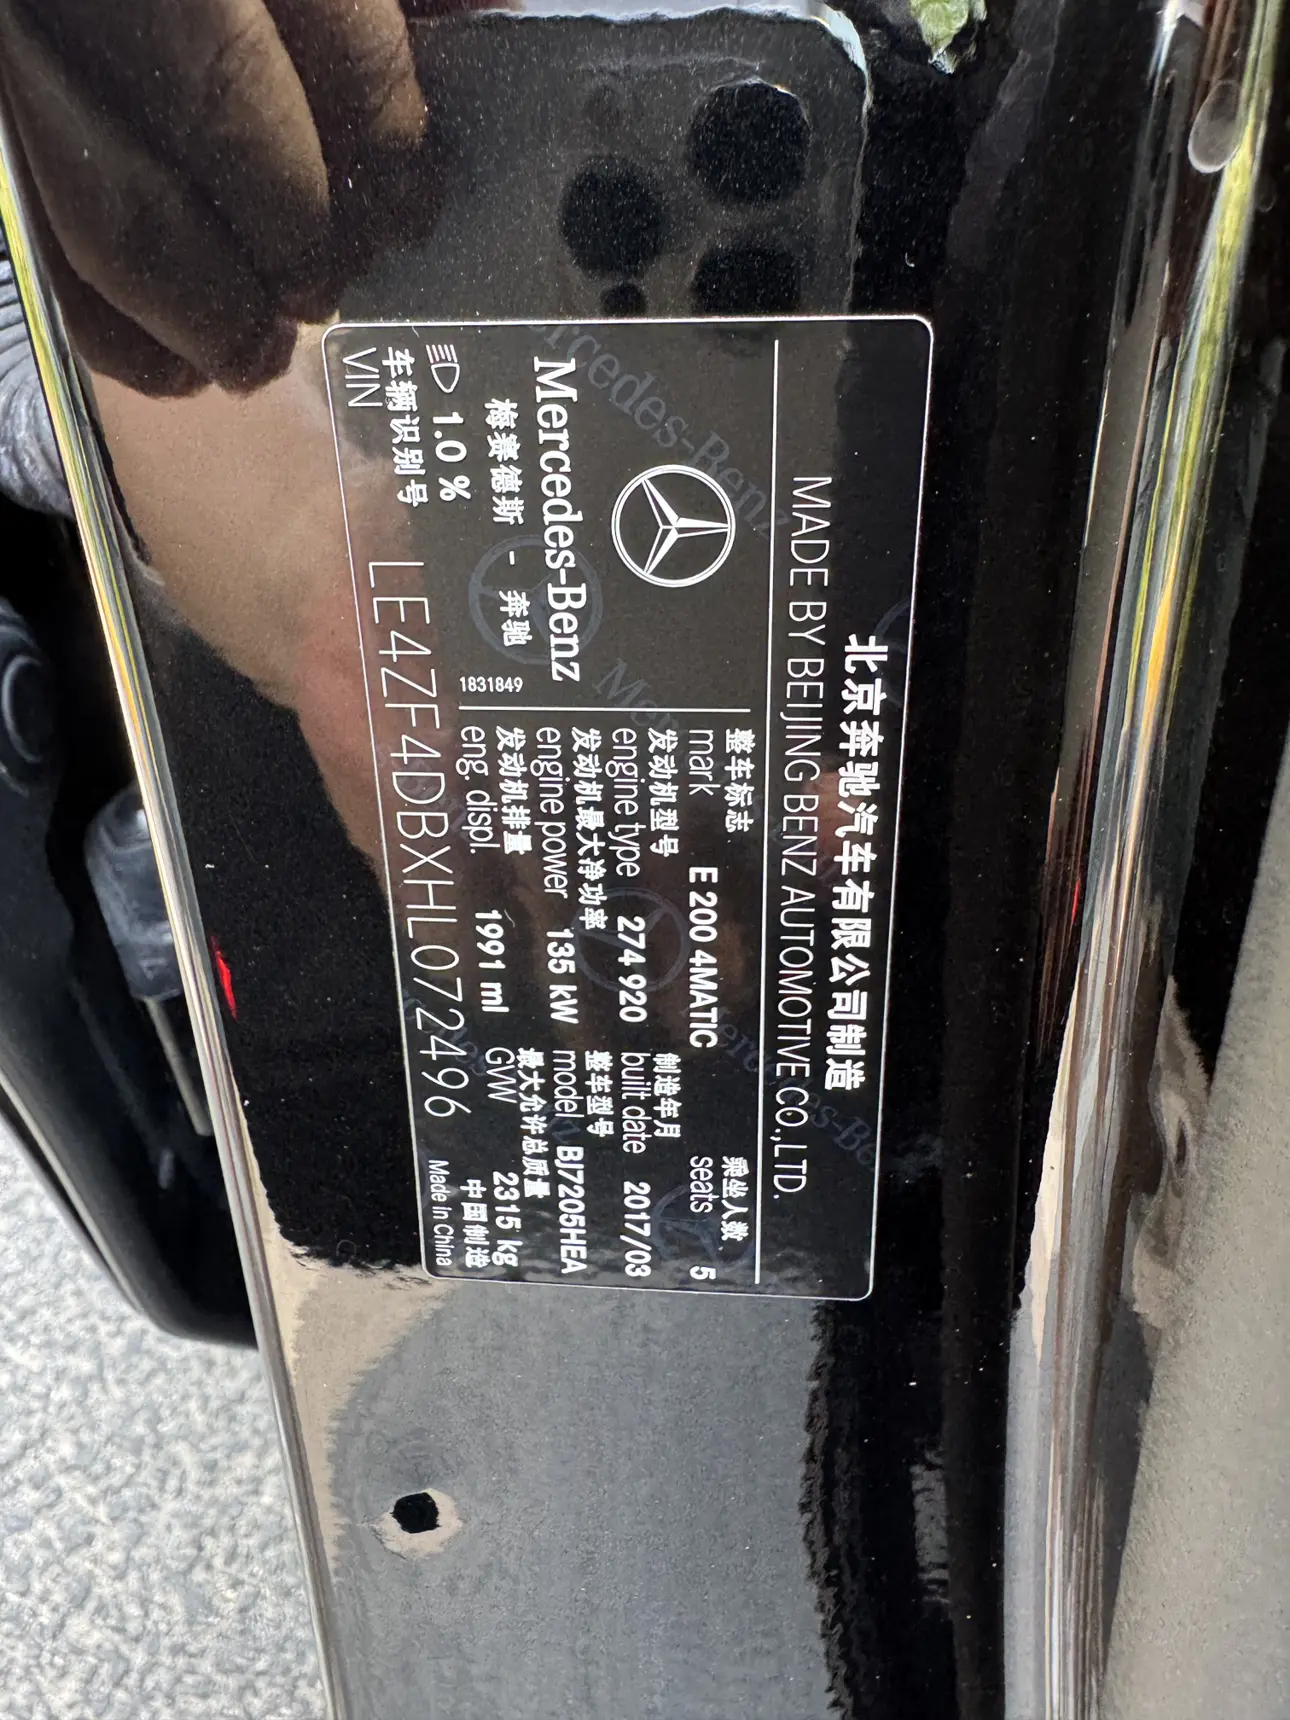 北京奔驰汽车有限公司制造
MADE BY BEIJING BENZ AUTOMOTIVE CO.,LTD.
Mercedes-Benz
梅赛德斯 - 奔驰
1831849
1.0 %
整车标志
mark E 200 4MATIC
乘坐人数
seats 5
发动机型号
engine type 274 920
制造年月
built date 2017/03
发动机最大净功率
engine power 135 kW
整车型号
model BJ7205HEA
发动机排量
eng. displ. 1991 ml
最大允许总质量
GVW 2315 kg
车辆识别号
VIN LE4ZF4DBXHL072496
中国制造
Made In China